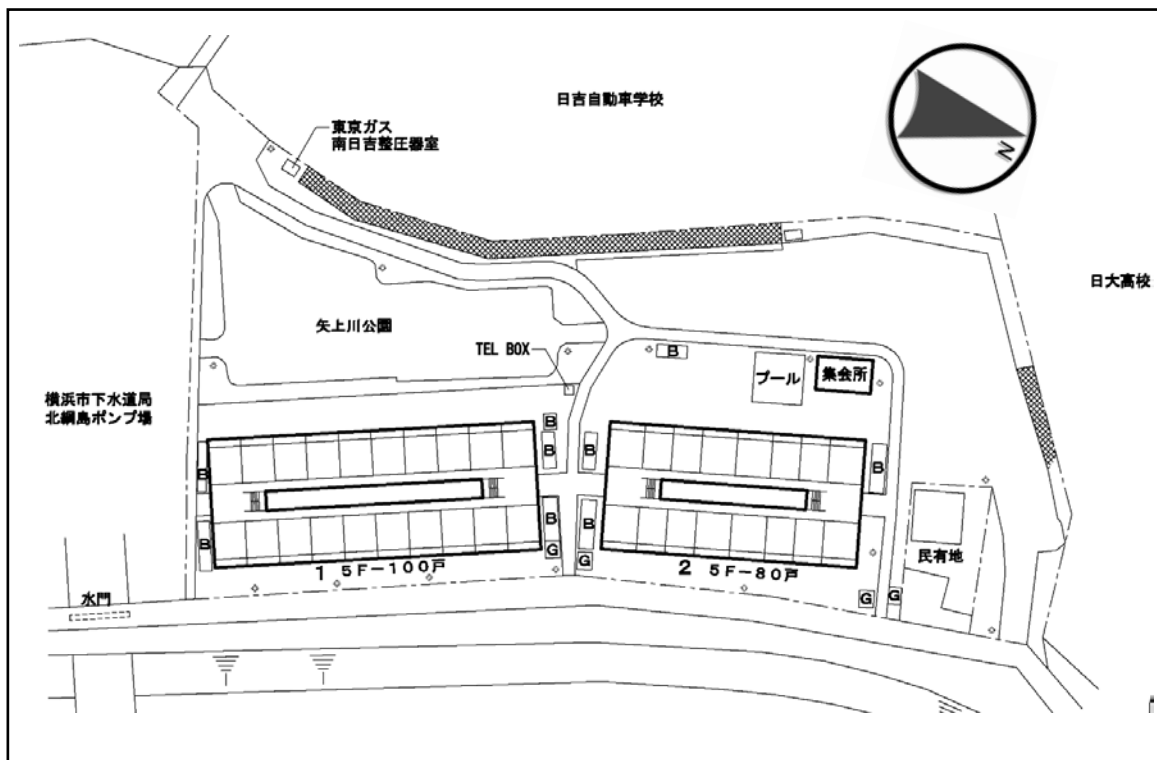 日吉自動車学校
東京ガス
南日吉整圧器室
N
日大高校
矢上川公園
TEL BOX
B
プール
集会所
横浜市下水道局
北綱島ポンプ場
B
B
B
B
B
B
B
B
B
G
G
民有地
1 5F-100戸
2 5F-80戸
G
G
水門